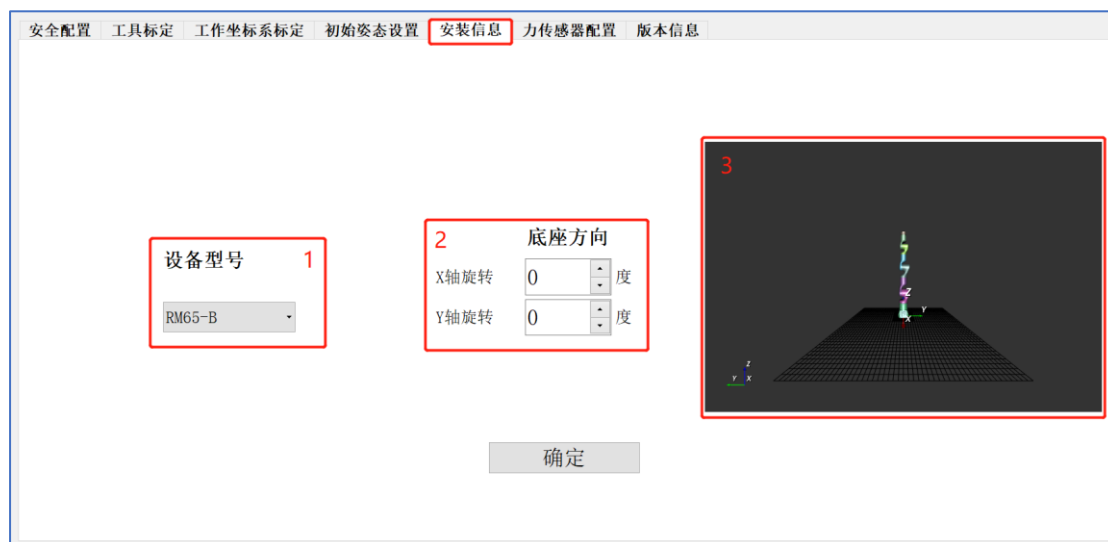 安全配置 工具标定 工作坐标系标定 初始姿态设置 安装信息 力传感器配置 版本信息
设备型号 1
RM65-B
2 底座方向
X轴旋转 0 度
Y轴旋转 0 度
3
Z
Y
X
Z
Y X
确定